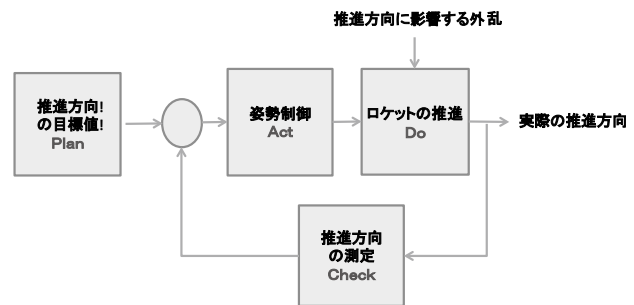 推進方向に影響する外乱
推進方向!
の目標値!
Plan
姿勢制御
Act
ロケットの推進
Do
実際の推進方向
推進方向
の測定
Check